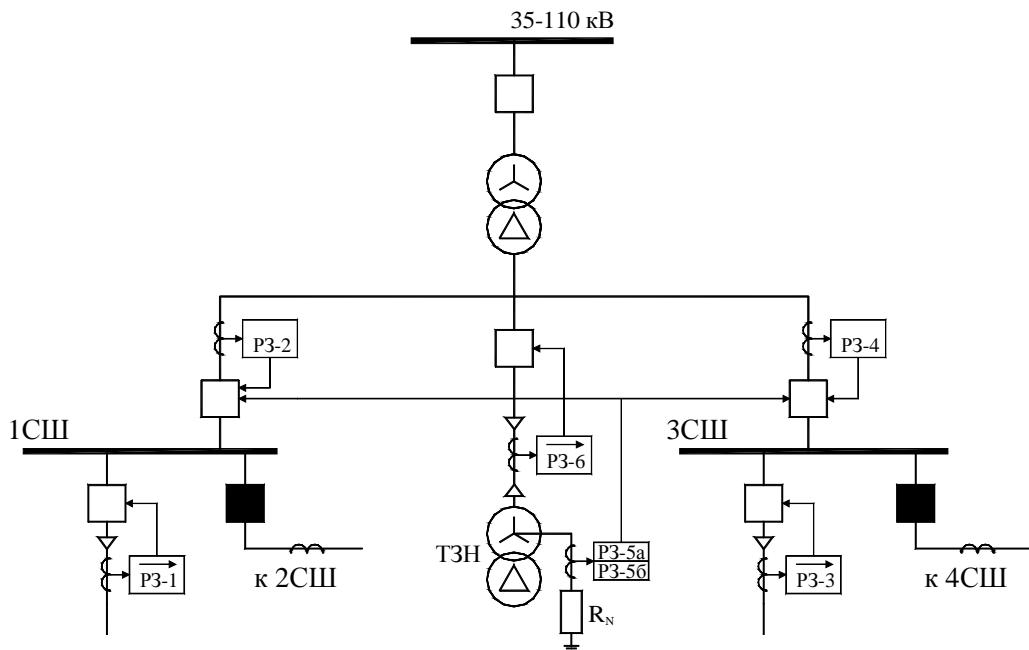 35-110 кВ
РЗ-2
РЗ-4
1СШ
3СШ
РЗ-6
ТЗН
РЗ-5а
РЗ-5б
РЗ-1
РЗ-3
к 2СШ
к 4СШ
R_N